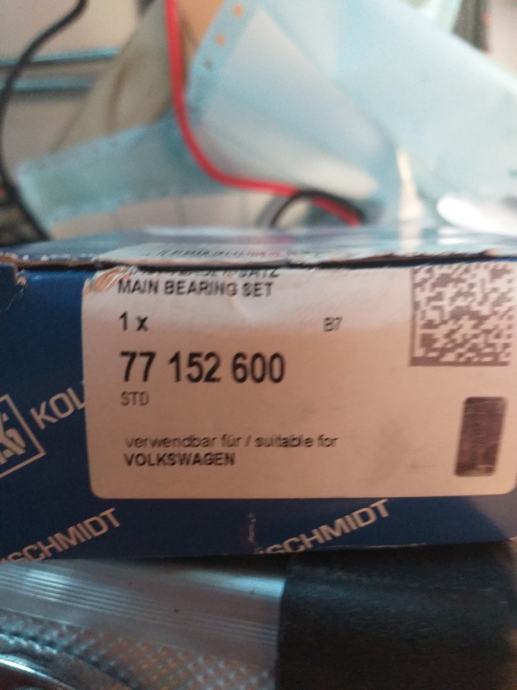 MAIN BEARING SET
1 x B7
77 152 600
STD
verwendbar für / suitable for
VOLKSWAGEN
KOL
SCHMIDT
SCHMIDT